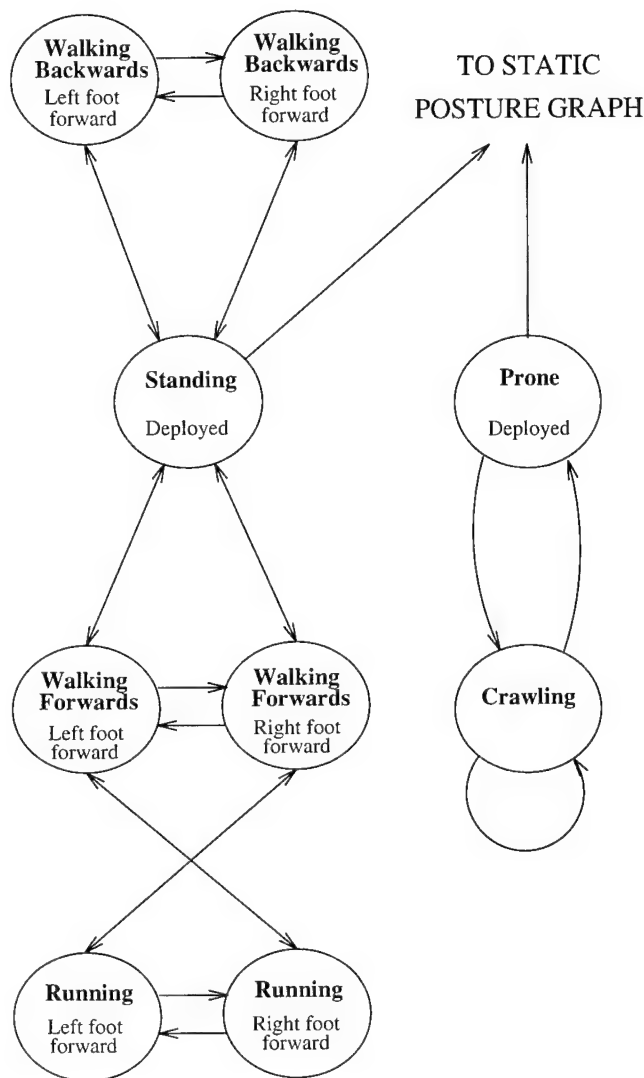 Walking
Backwards
Left foot
forward
Walking
Backwards
Right foot
forward
TO STATIC
POSTURE GRAPH
Standing
Deployed
Prone
Deployed
Walking
Forwards
Left foot
forward
Walking
Forwards
Right foot
forward
Crawling
Running
Left foot
forward
Running
Right foot
forward